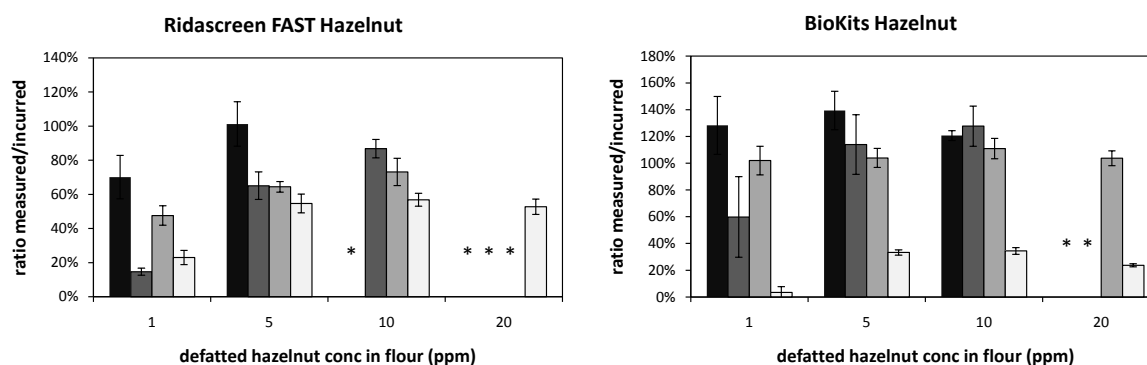 Ridascreen FAST Hazelnut
ratio measured/incurred
140%
120%
100%
80%
60%
40%
20%
0%
*
* * *
1 5 10 20
defatted hazelnut conc in flour (ppm)
BioKits Hazelnut
ratio measured/incurred
180%
160%
140%
120%
100%
80%
60%
40%
20%
0%
* *
1 5 10 20
defatted hazelnut conc in flour (ppm)